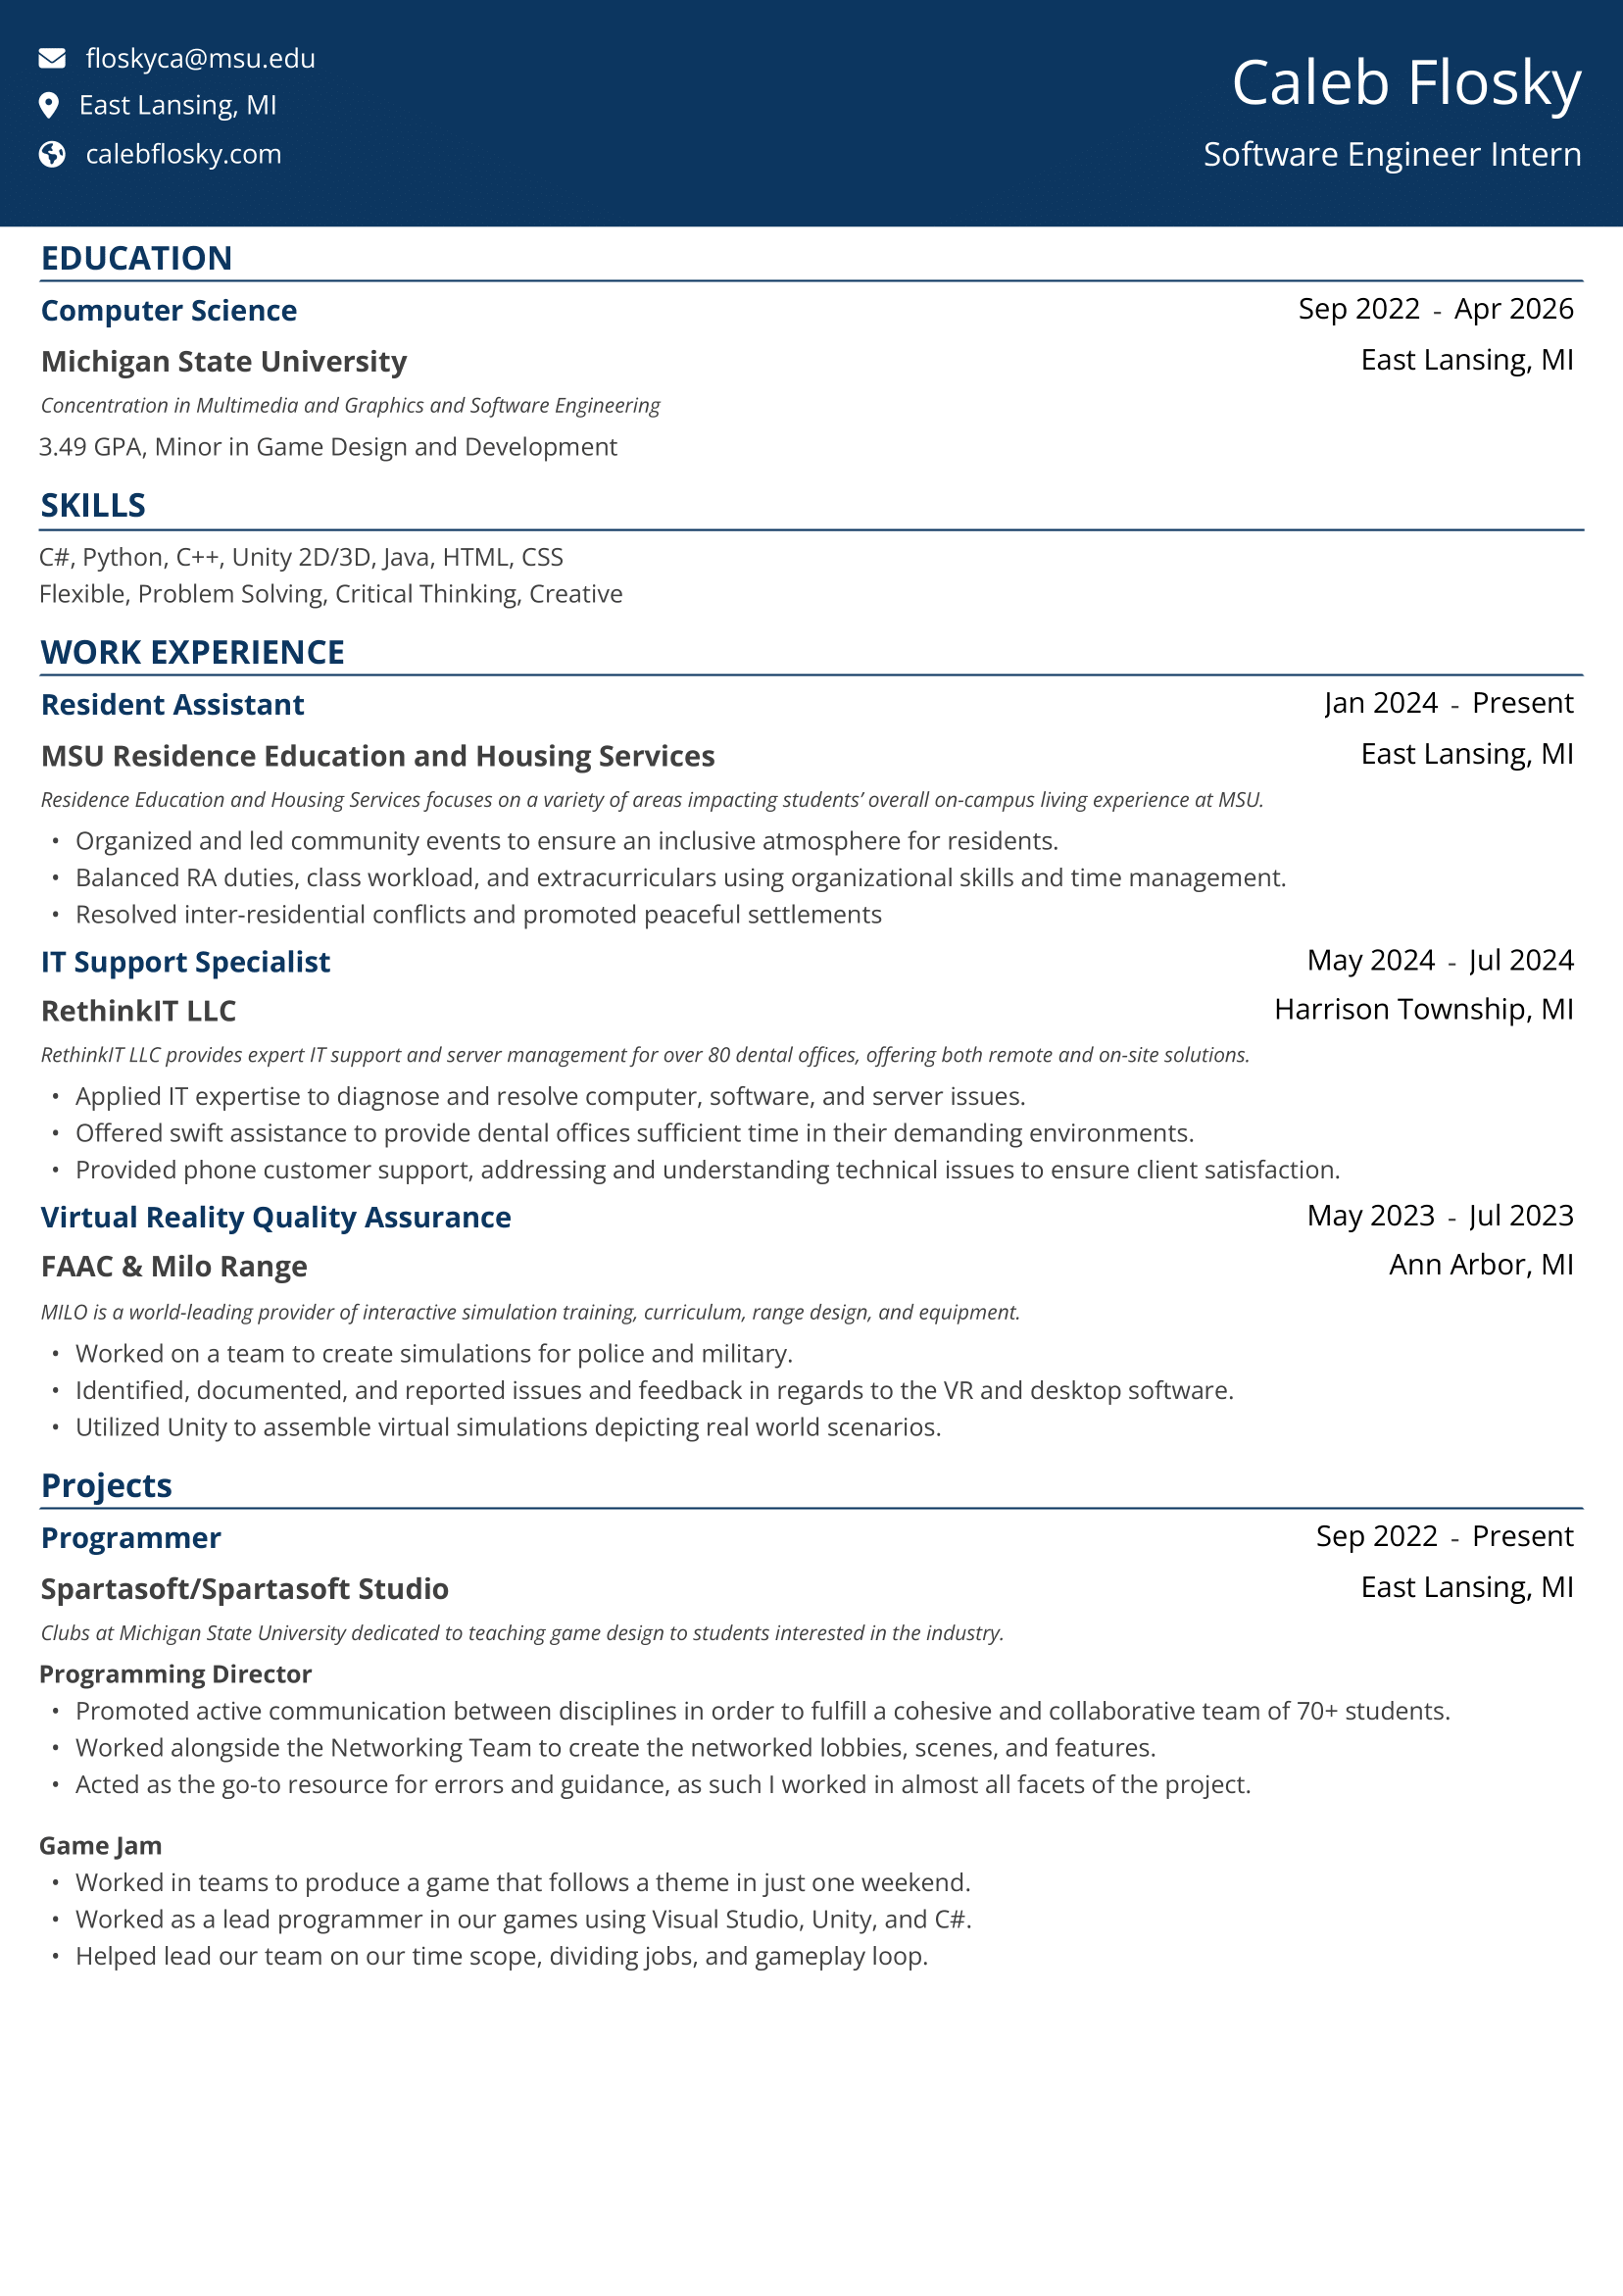 floskyca@msu.edu
East Lansing, MI
calebflosky.com
Caleb Flosky
Software Engineer Intern
EDUCATION
Computer Science Sep 2022 - Apr 2026
Michigan State University East Lansing, MI
Concentration in Multimedia and Graphics and Software Engineering
3.49 GPA, Minor in Game Design and Development
SKILLS
C#, Python, C++, Unity 2D/3D, Java, HTML, CSS
Flexible, Problem Solving, Critical Thinking, Creative
WORK EXPERIENCE
Resident Assistant Jan 2024 - Present
MSU Residence Education and Housing Services East Lansing, MI
Residence Education and Housing Services focuses on a variety of areas impacting students’ overall on-campus living experience at MSU.
• Organized and led community events to ensure an inclusive atmosphere for residents.
• Balanced RA duties, class workload, and extracurriculars using organizational skills and time management.
• Resolved inter-residential conflicts and promoted peaceful settlements
IT Support Specialist May 2024 - Jul 2024
RethinkIT LLC Harrison Township, MI
RethinkIT LLC provides expert IT support and server management for over 80 dental offices, offering both remote and on-site solutions.
• Applied IT expertise to diagnose and resolve computer, software, and server issues.
• Offered swift assistance to provide dental offices sufficient time in their demanding environments.
• Provided phone customer support, addressing and understanding technical issues to ensure client satisfaction.
Virtual Reality Quality Assurance May 2023 - Jul 2023
FAAC & Milo Range Ann Arbor, MI
MILO is a world-leading provider of interactive simulation training, curriculum, range design, and equipment.
• Worked on a team to create simulations for police and military.
• Identified, documented, and reported issues and feedback in regards to the VR and desktop software.
• Utilized Unity to assemble virtual simulations depicting real world scenarios.
Projects
Programmer Sep 2022 - Present
Spartasoft/Spartasoft Studio East Lansing, MI
Clubs at Michigan State University dedicated to teaching game design to students interested in the industry.
Programming Director
• Promoted active communication between disciplines in order to fulfill a cohesive and collaborative team of 70+ students.
• Worked alongside the Networking Team to create the networked lobbies, scenes, and features.
• Acted as the go-to resource for errors and guidance, as such I worked in almost all facets of the project.
Game Jam
• Worked in teams to produce a game that follows a theme in just one weekend.
• Worked as a lead programmer in our games using Visual Studio, Unity, and C#.
• Helped lead our team on our time scope, dividing jobs, and gameplay loop.